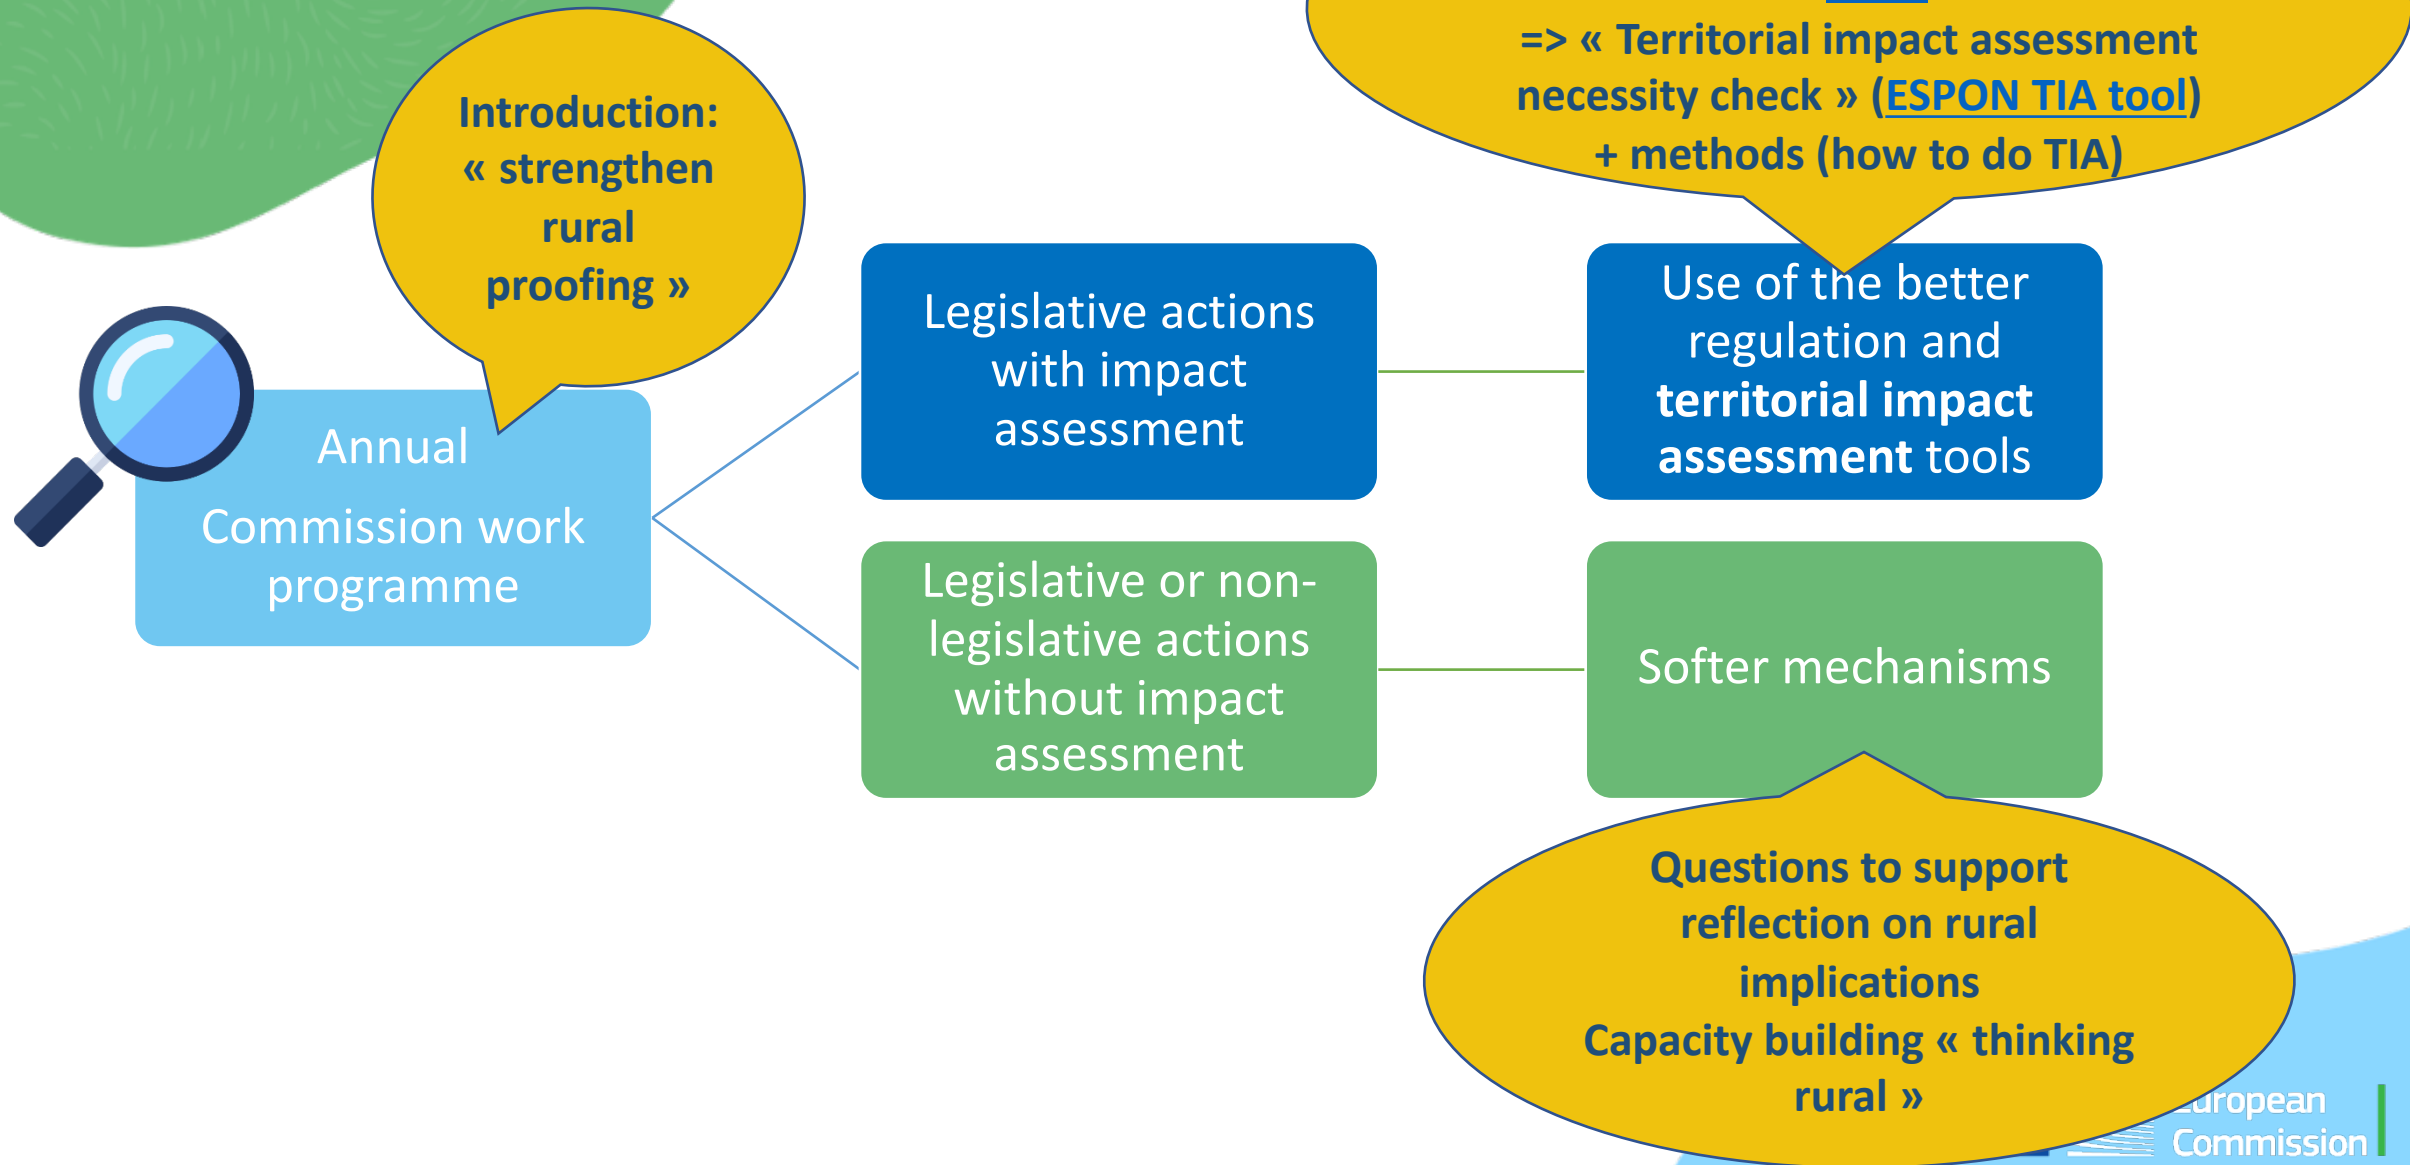 => « Territorial impact assessment
necessity check » (ESPON TIA tool)
+ methods (how to do TIA)
Introduction:
« strengthen
rural
proofing »
Annual
Commission work
programme
Legislative actions
with impact
assessment
Use of the better
regulation and
territorial impact
assessment tools
Legislative or non-
legislative actions
without impact
assessment
Softer mechanisms
Questions to support
reflection on rural
implications
Capacity building « thinking
rural »
European
Commission